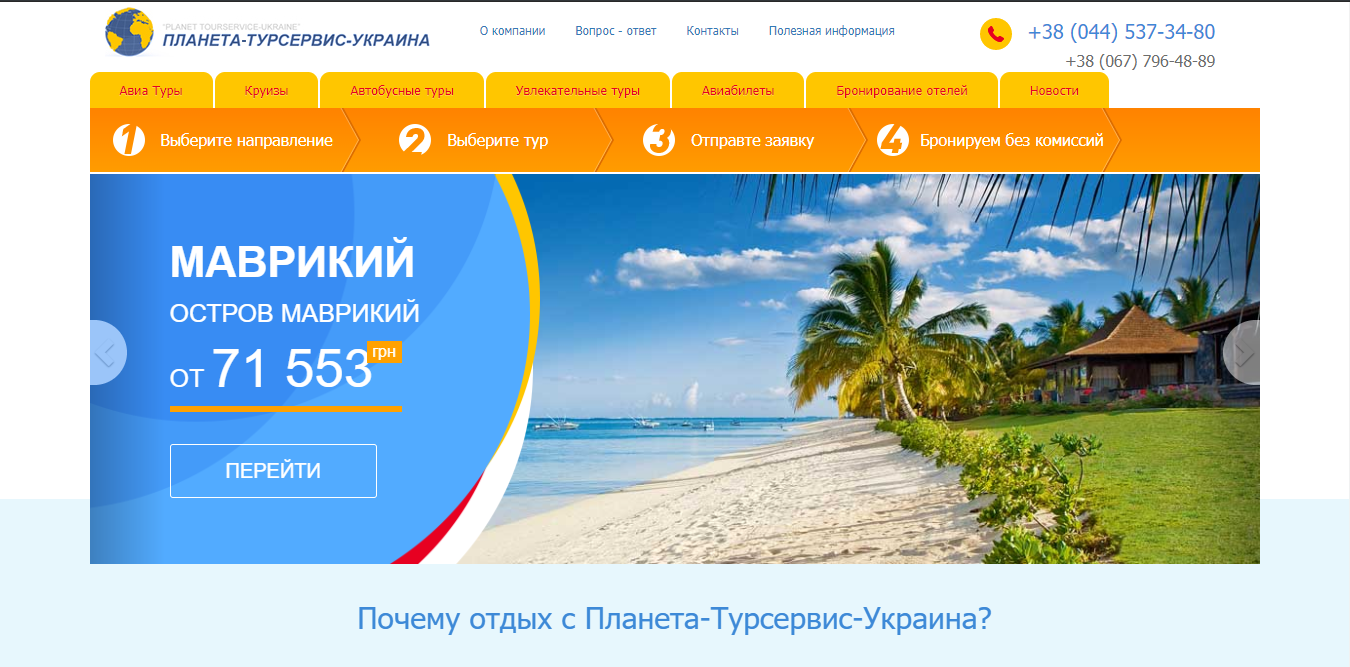 "PLANET TOURSERVICE-UKRAINE"
ПЛАНЕТА-ТУРСЕРВИС-УКРАИНА
О компании Вопрос - ответ Контакты Полезная информация
+38 (044) 537-34-80
+38 (067) 796-48-89
Авиа Туры Круизы Автобусные туры Увлекательные туры Авиабилеты Бронирование отелей Новости
1 Выберите направление 2 Выберите тур 3 Отправте заявку 4 Бронируем без комиссий
МАВРИКИЙ
ОСТРОВ МАВРИКИЙ
ОТ 71 553 грн
ПЕРЕЙТИ
Почему отдых с Планета-Турсервис-Украина?